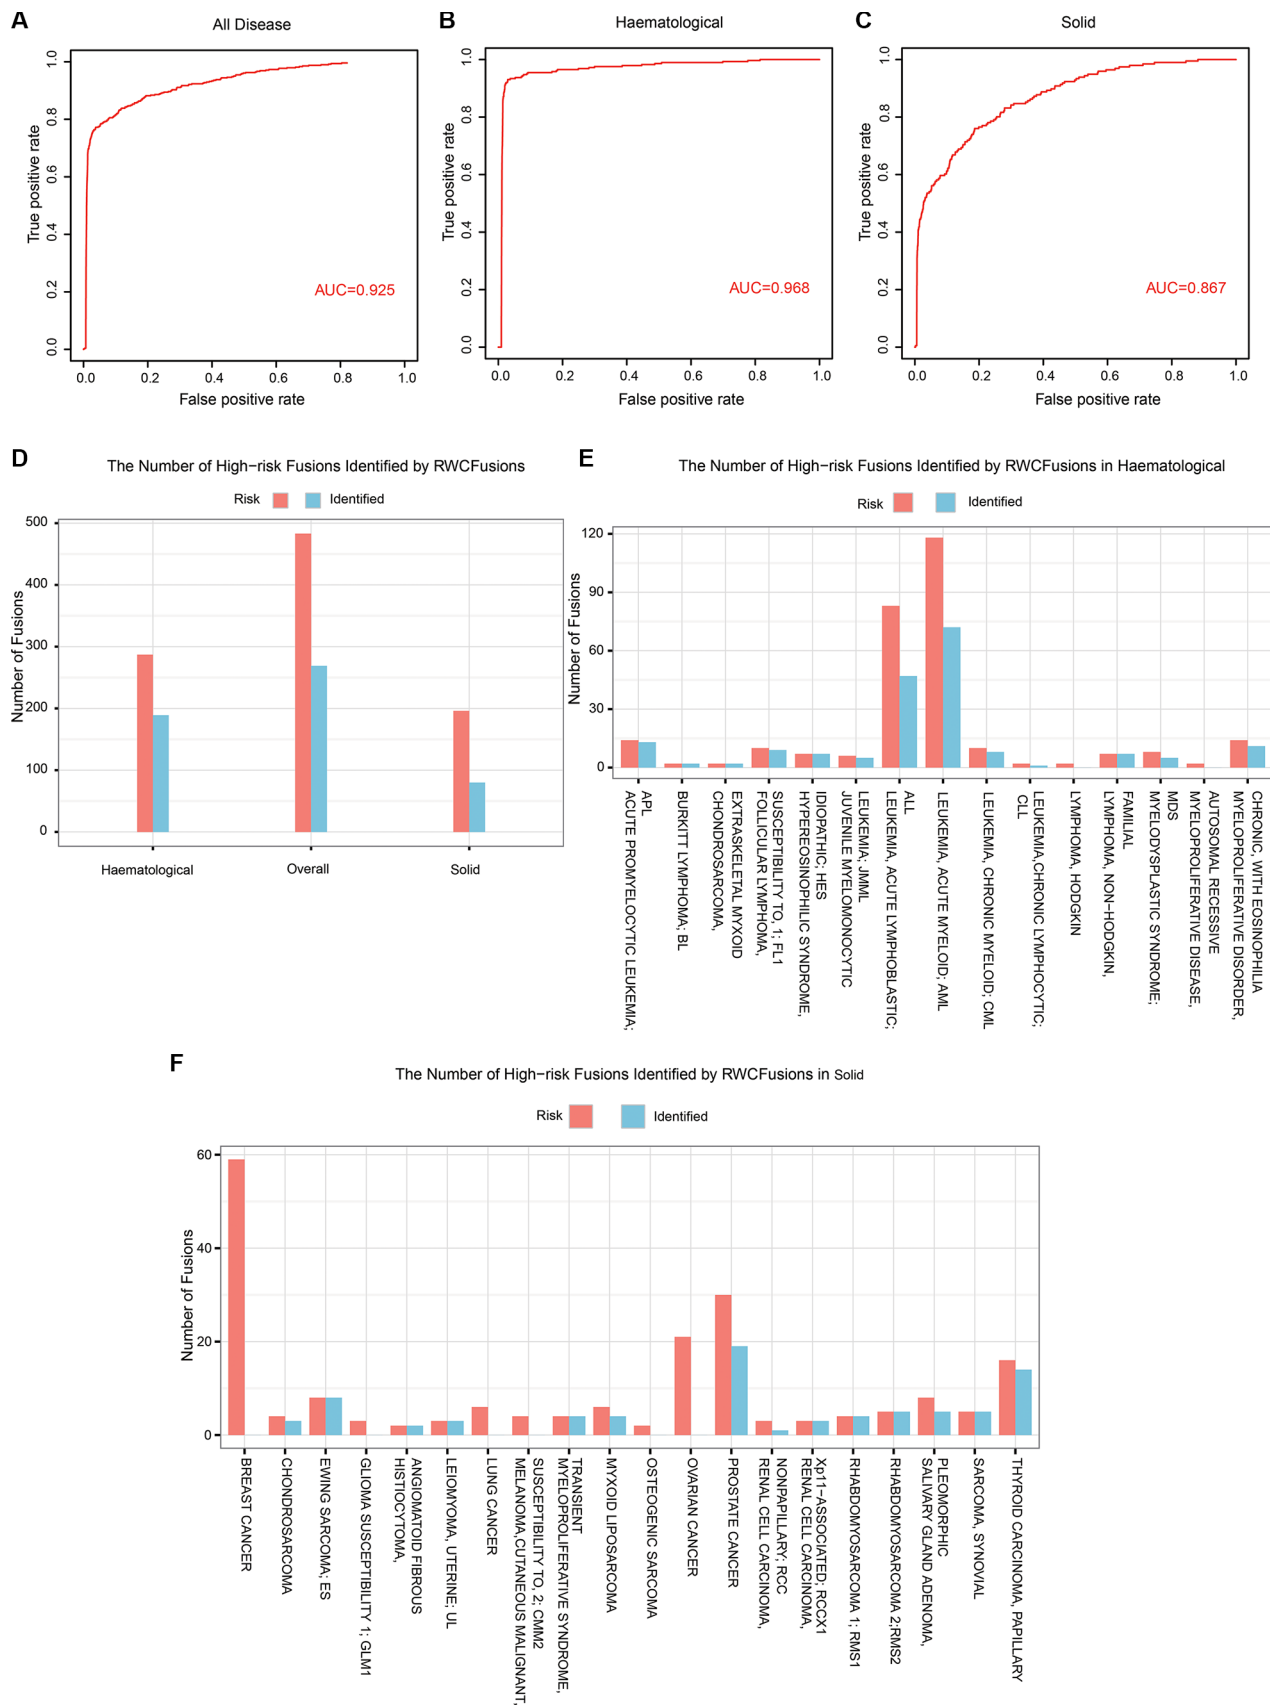 A
All Disease
True positive rate
1.0
0.8
0.6
0.4
0.2
0.0
AUC=0.925
0.0 0.2 0.4 0.6 0.8 1.0
False positive rate
B
Haematological
True positive rate
1.0
0.8
0.6
0.4
0.2
0.0
AUC=0.968
0.0 0.2 0.4 0.6 0.8 1.0
False positive rate
C
Solid
True positive rate
1.0
0.8
0.6
0.4
0.2
0.0
AUC=0.867
0.0 0.2 0.4 0.6 0.8 1.0
False positive rate
D
The Number of High−risk Fusions Identified by RWCFusions
Risk Identified
Number of Fusions
500
400
300
200
100
0
Haematological Overall Solid
E
The Number of High−risk Fusions Identified by RWCFusions in Haematological
Risk Identified
Number of Fusions
120
90
60
30
0
ACUTE PROMYELOCYTIC LEUKEMIA;
APL
BURKITT LYMPHOMA; BL
CHONDROSARCOMA,
EXTRASKELETAL MYXOID
FOLLICULAR LYMPHOMA,
SUSCEPTIBILITY TO, 1; FL1
HYPEREOSINOPHILIC SYNDROME,
IDIOPATHIC; HES
JUVENILE MYELOMONOCYTIC
LEUKEMIA; JMML
LEUKEMIA, ACUTE LYMPHOBLASTIC;
ALL
LEUKEMIA, ACUTE MYELOID; AML
LEUKEMIA, CHRONIC MYELOID; CML
LEUKEMIA,CHRONIC LYMPHOCYTIC;
CLL
LYMPHOMA, HODGKIN
LYMPHOMA, NON−HODGKIN,
FAMILIAL
MYELODYSPLASTIC SYNDROME;
MDS
MYELOPROLIFERATIVE DISEASE,
AUTOSOMAL RECESSIVE
MYELOPROLIFERATIVE DISORDER,
CHRONIC, WITH EOSINOPHILIA
F
The Number of High−risk Fusions Identified by RWCFusions in Solid
Risk Identified
Number of Fusions
60
40
20
0
BREAST CANCER
CHONDROSARCOMA
EWING SARCOMA; ES
GLIOMA SUSCEPTIBILITY 1; GLM1
HISTIOCYTOMA,
ANGIOMATOID FIBROUS
LEIOMYOMA, UTERINE; UL
LUNG CANCER
MELANOMA,CUTANEOUS MALIGNANT,
SUSCEPTIBILITY TO, 2; CMM2
MYELOPROLIFERATIVE SYNDROME,
TRANSIENT
MYXOID LIPOSARCOMA
OSTEOGENIC SARCOMA
OVARIAN CANCER
PROSTATE CANCER
RENAL CELL CARCINOMA,
NONPAPILLARY; RCC
RENAL CELL CARCINOMA,
Xp11−ASSOCIATED; RCCX1
RHABDOMYOSARCOMA 1; RMS1
RHABDOMYOSARCOMA 2;RMS2
SALIVARY GLAND ADENOMA,
PLEOMORPHIC
SARCOMA, SYNOVIAL
THYROID CARCINOMA, PAPILLARY